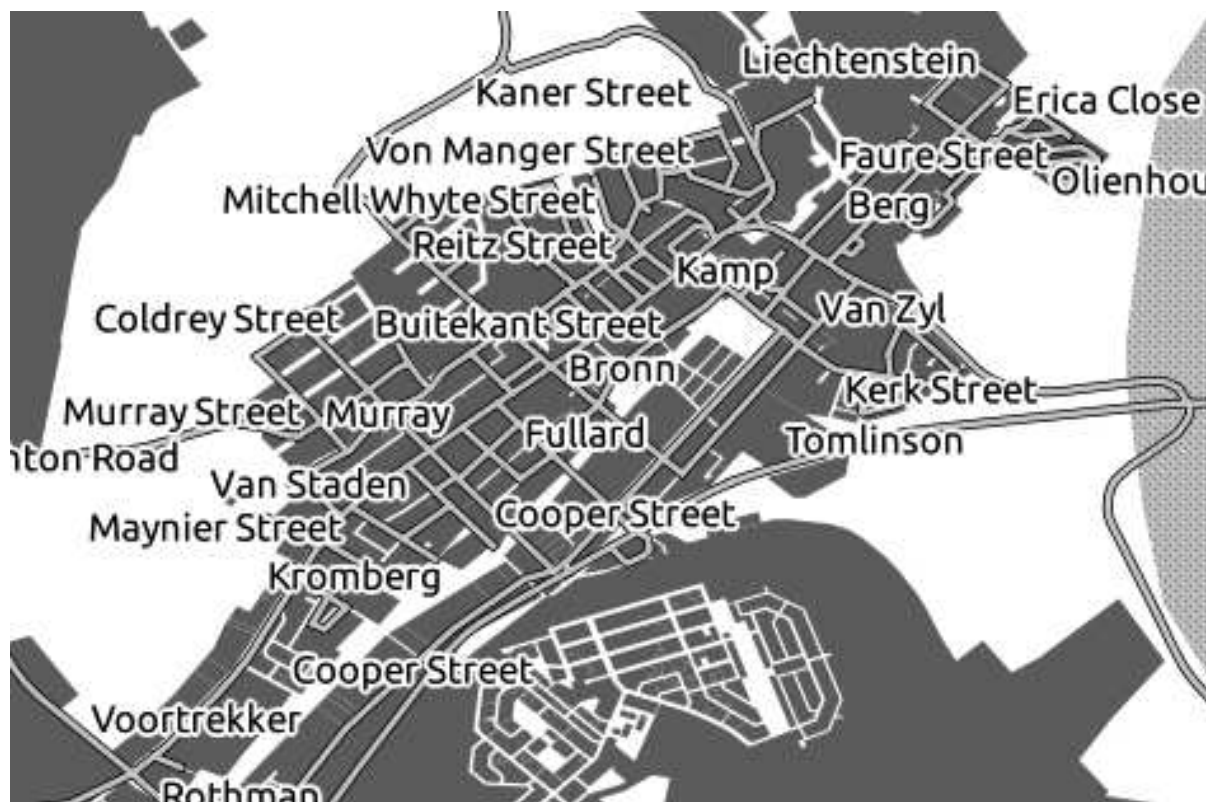 Liechtenstein
Kaner Street
Erica Close
Von Manger Street
Faure Street
Olienhou
Mitchell Whyte Street
Berg
Reitz Street
Kamp
Van Zyl
Coldrey Street
Buitekant Street
Bronn
Kerk Street
Murray Street
Murray
Fullard
Tomlinson
nton Road
Van Staden
Cooper Street
Maynier Street
Kromberg
Cooper Street
Voortrekker
Rothman